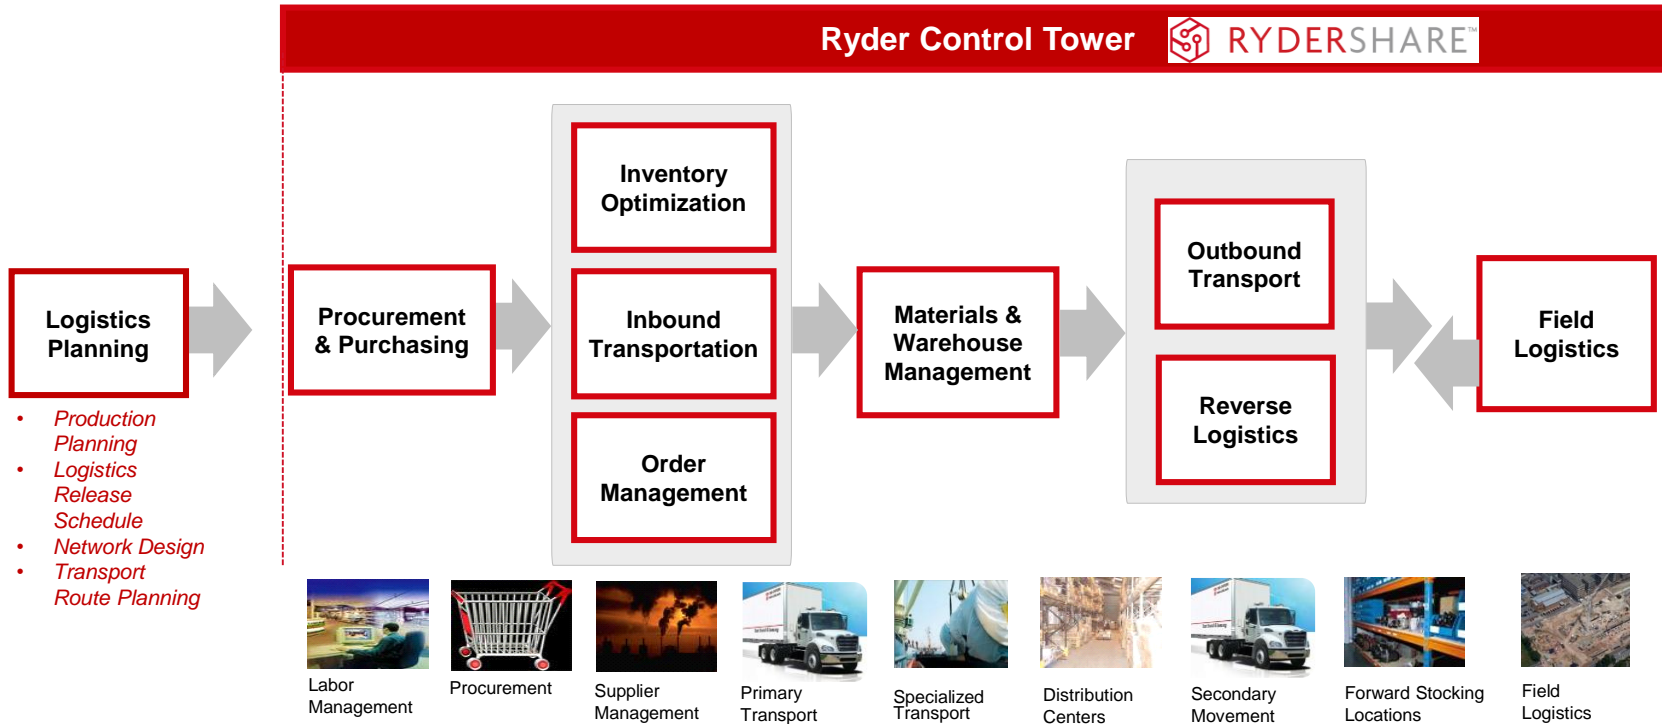 Ryder Control Tower
RYDERSHARE™
Inventory
Optimization
Outbound
Transport
Logistics
Planning
Procurement
& Purchasing
Inbound
Transportation
Materials &
Warehouse
Management
Field
Logistics
Reverse
Logistics
Order
Management
• Production
Planning
• Logistics
Release
Schedule
• Network Design
• Transport
Route Planning
Labor
Management
Procurement
Supplier
Management
Primary
Transport
Specialized
Transport
Distribution
Centers
Secondary
Movement
Forward Stocking
Locations
Field
Logistics